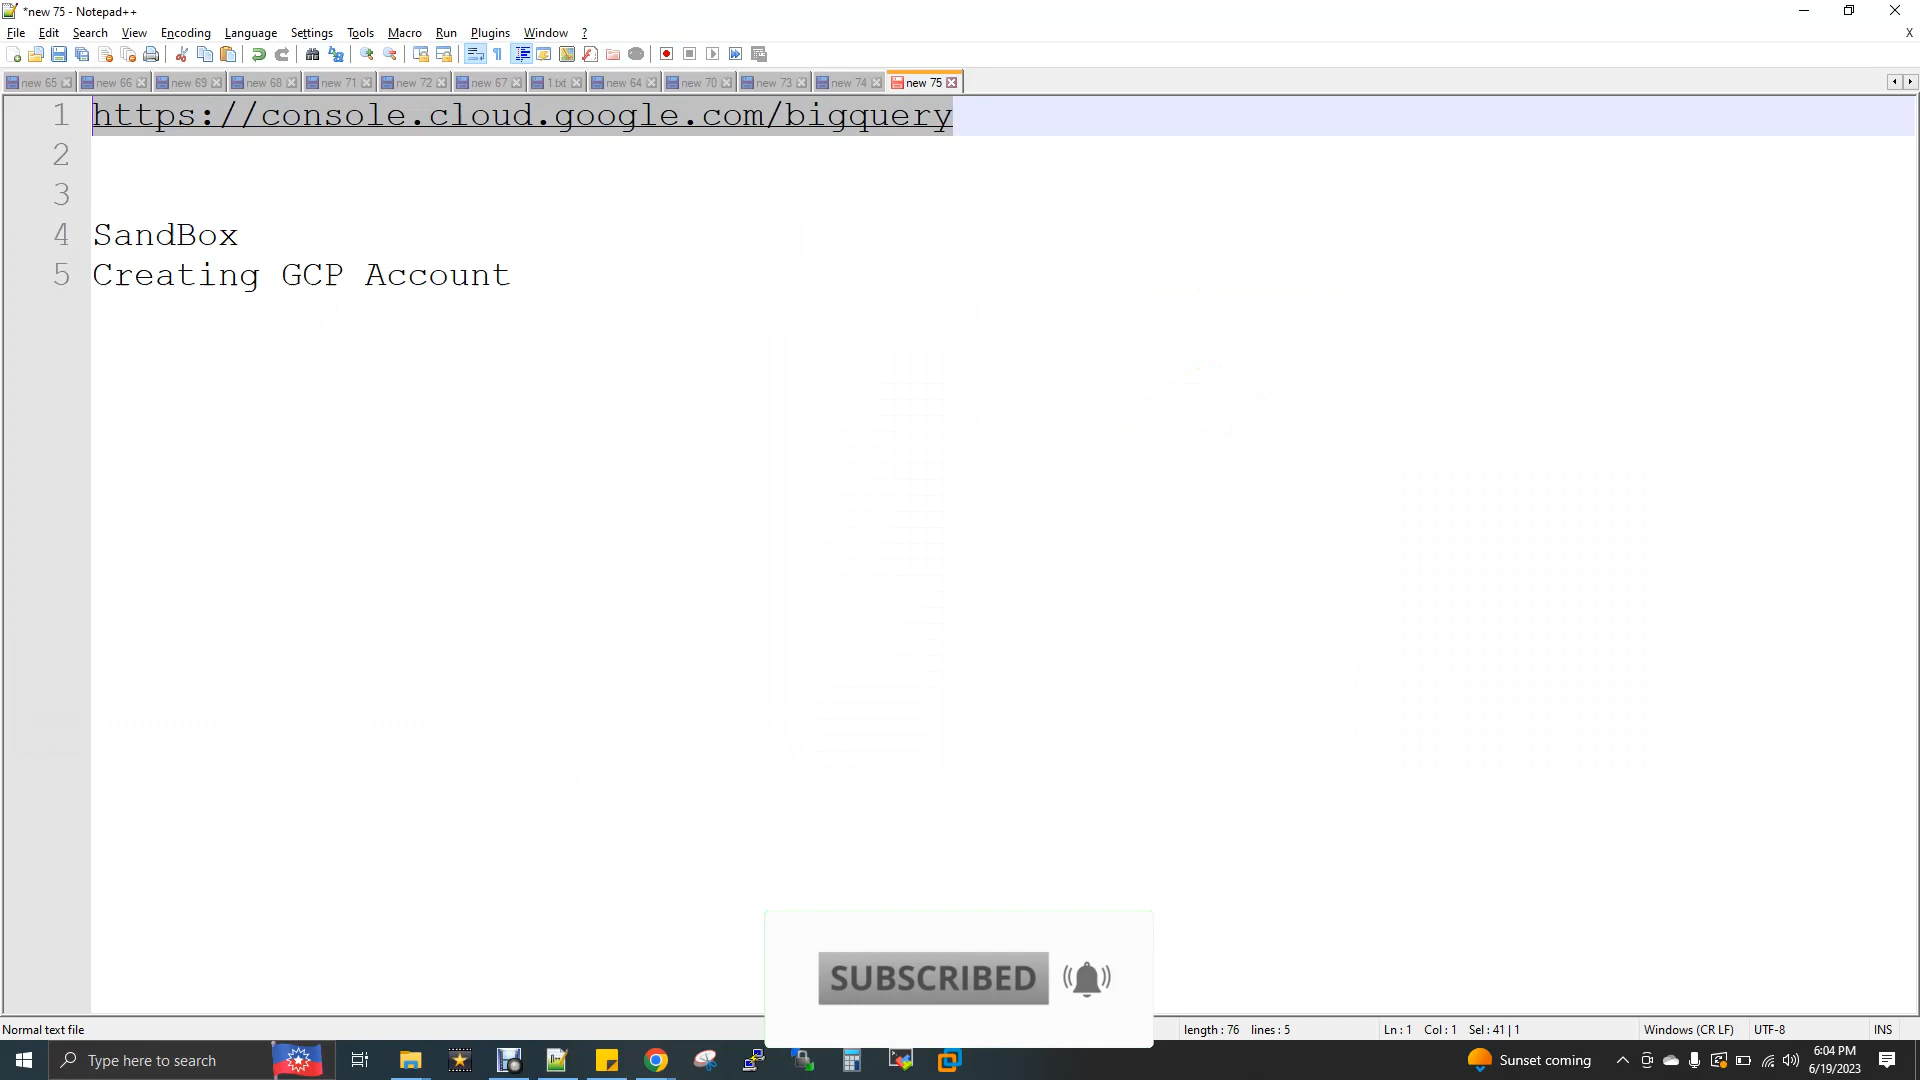 *new 75 - Notepad++
File Edit Search View Encoding Language Settings Tools Macro Run Plugins Window ? X
new 65 new 66 new 69 new 68 new 71 new 72 new 67 1.txt new 64 new 70 new 73 new 74 new 75
1 https://console.cloud.google.com/bigquery
2
3
4 SandBox
5 Creating GCP Account
SUBSCRIBED
Normal text file length : 76 lines : 5 Ln : 1 Col : 1 Sel : 41 | 1 Windows (CR LF) UTF-8 INS
Type here to search Sunset coming 6:04 PM
6/19/2023